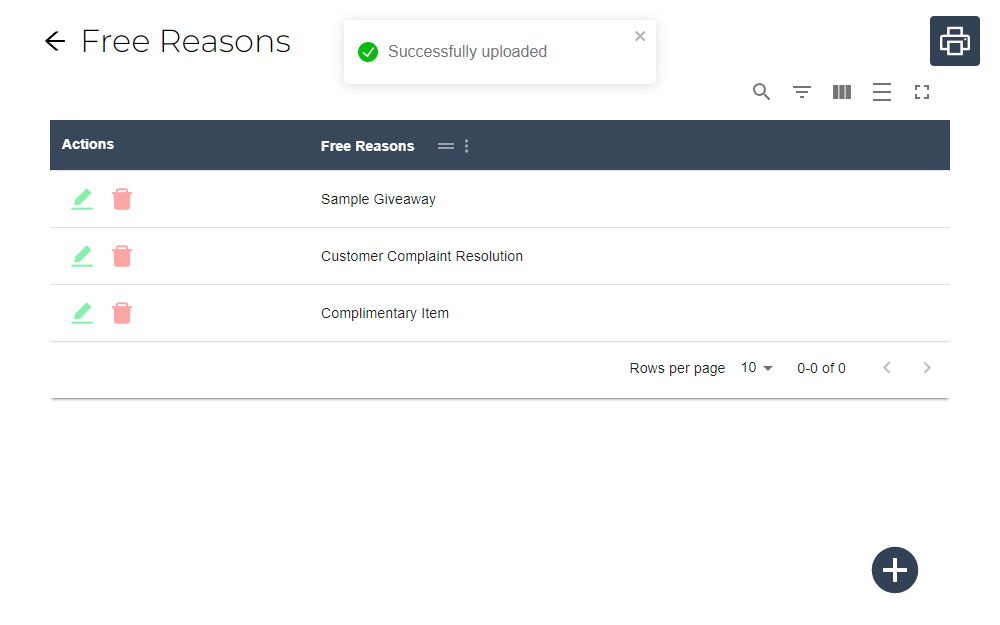 Free Reasons
Successfully uploaded
Actions
Free Reasons
Sample Giveaway
Customer Complaint Resolution
Complimentary Item
Rows per page 10 0-0 of 0